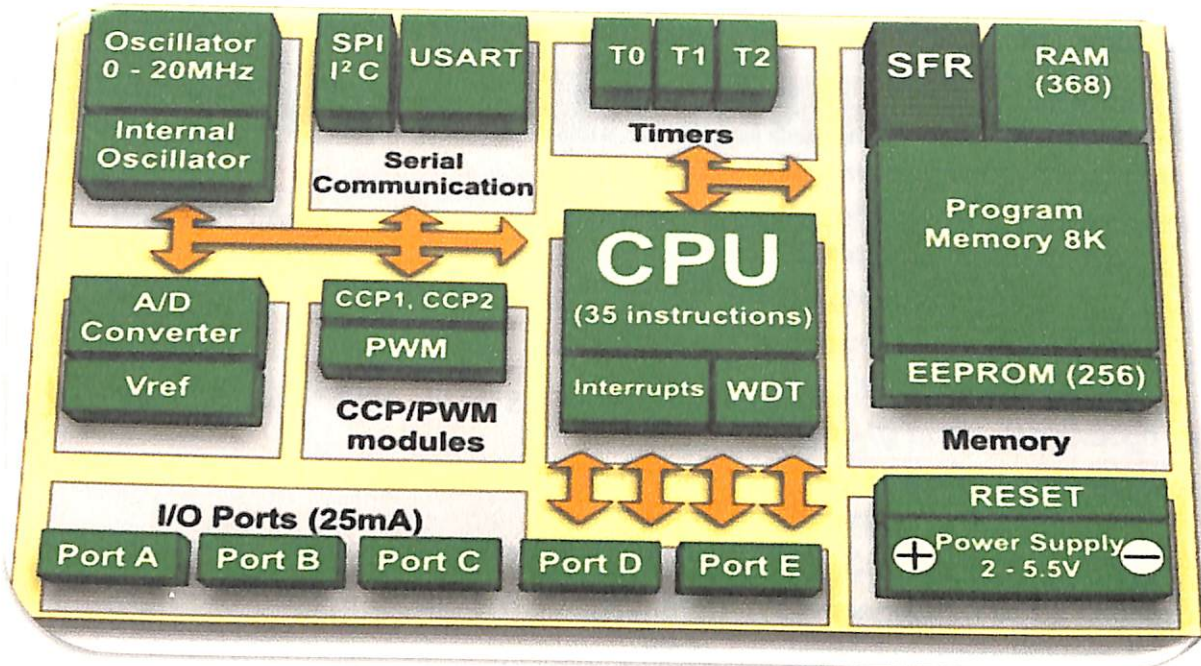 Oscillator
0 - 20MHz
Internal
Oscillator
SPI
I²C
USART
Serial
Communication
T0 T1 T2
Timers
SFR
RAM
(368)
Program
Memory 8K
EEPROM (256)
Memory
A/D
Converter
Vref
CCP1, CCP2
PWM
CCP/PWM
modules
CPU
(35 instructions)
Interrupts
WDT
I/O Ports (25mA)
Port A Port B Port C Port D Port E
RESET
+ Power Supply −
2 - 5.5V